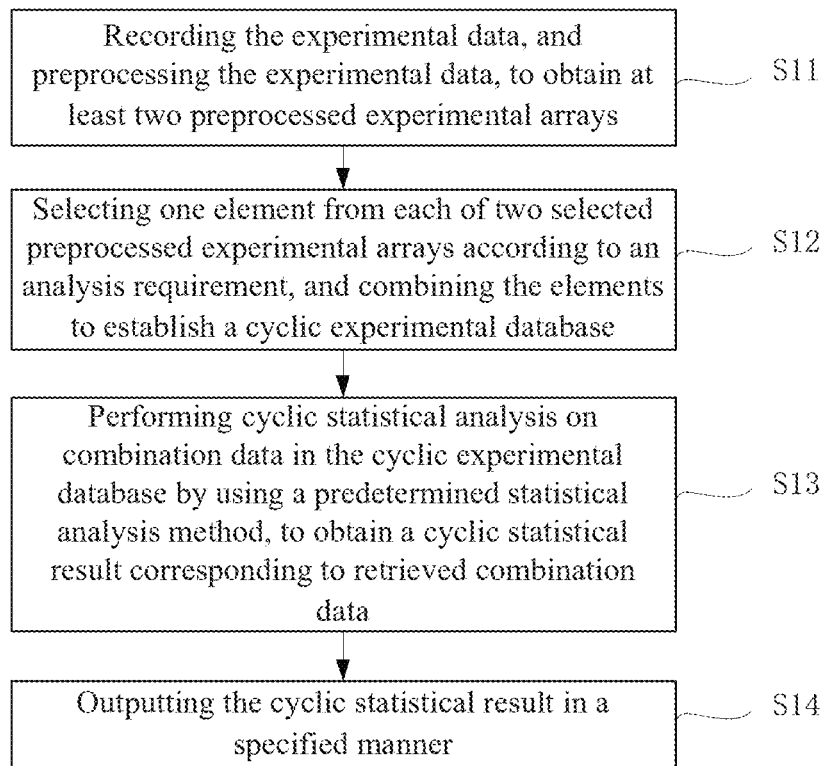 Recording the experimental data, and
preprocessing the experimental data, to obtain at
least two preprocessed experimental arrays
S11
Selecting one element from each of two selected
preprocessed experimental arrays according to an
analysis requirement, and combining the elements
to establish a cyclic experimental database
S12
Performing cyclic statistical analysis on
combination data in the cyclic experimental
database by using a predetermined statistical
analysis method, to obtain a cyclic statistical
result corresponding to retrieved combination
data
S13
Outputting the cyclic statistical result in a
specified manner
S14